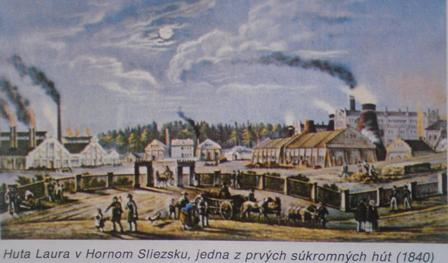 Huta Laura v Hornom Sliezsku, jedna z prvých súkromných hút (1840)